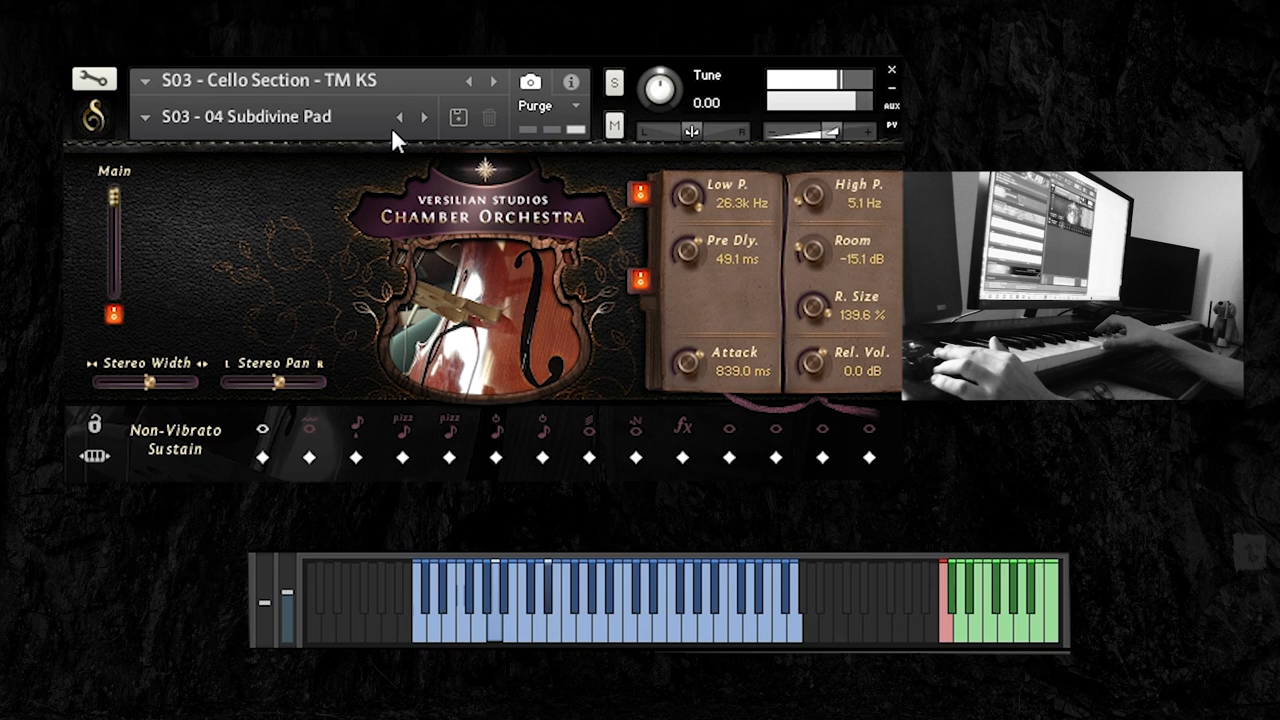 S03 - Cello Section - TM KS
S03 - 04 Subdivine Pad
Purge
S
M
Tune
0.00
L R
AUX
PV
Main
VERSILIAN STUDIOS
CHAMBER ORCHESTRA
Low P.
26.3k Hz
High P.
5.1 Hz
Pre Dly.
49.1 ms
Room
-15.1 dB
R. Size
139.6 %
Attack
839.0 ms
Rel. Vol.
0.0 dB
Stereo Width
L Stereo Pan R
Non-Vibrato
Sustain
pizz
pizz
fx